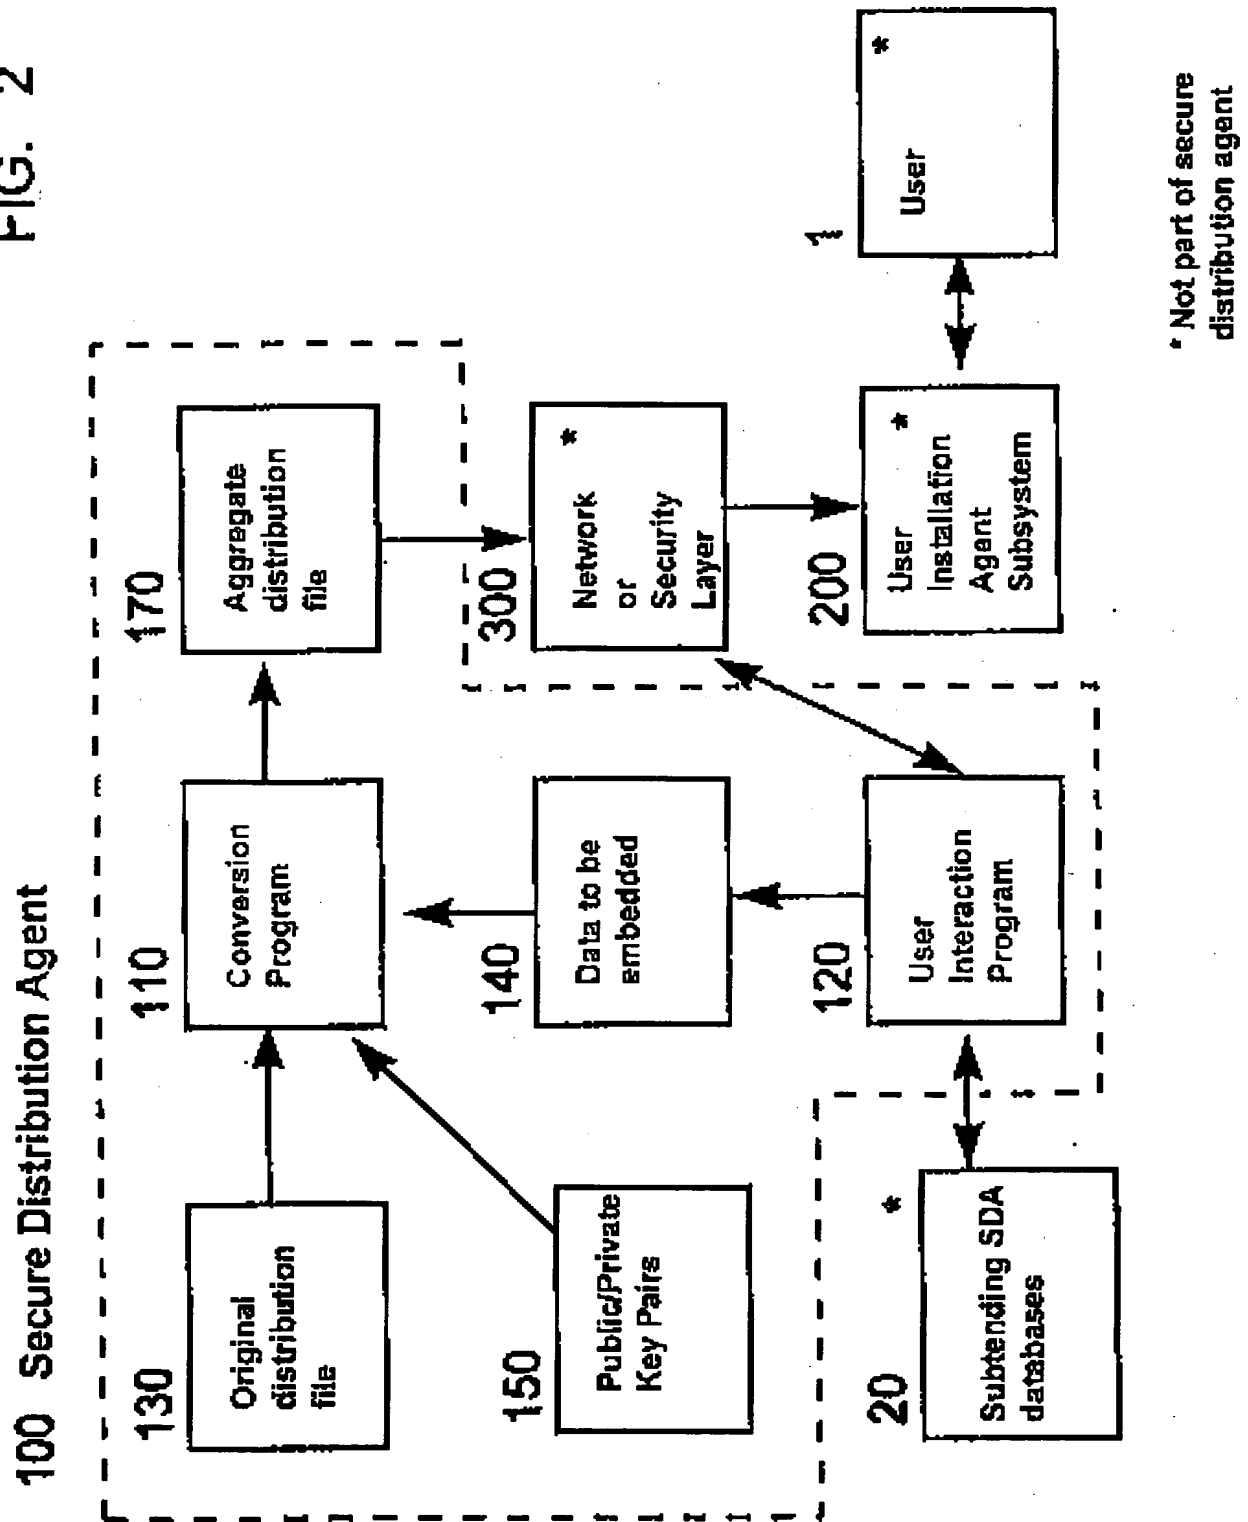 FIG. 2
100 Secure Distribution Agent
130
Original
distribution
file
110
Conversion
Program
170
Aggregate
distribution
file
150
Public/Private
Key Pairs
140
Data to be
embedded
300
*
Network
or
Security
Layer
20
*
Subtending SDA
databases
120
User
Interaction
Program
200
*
User
Installation
Agent
Subsystem
1
*
User
* Not part of secure
distribution agent